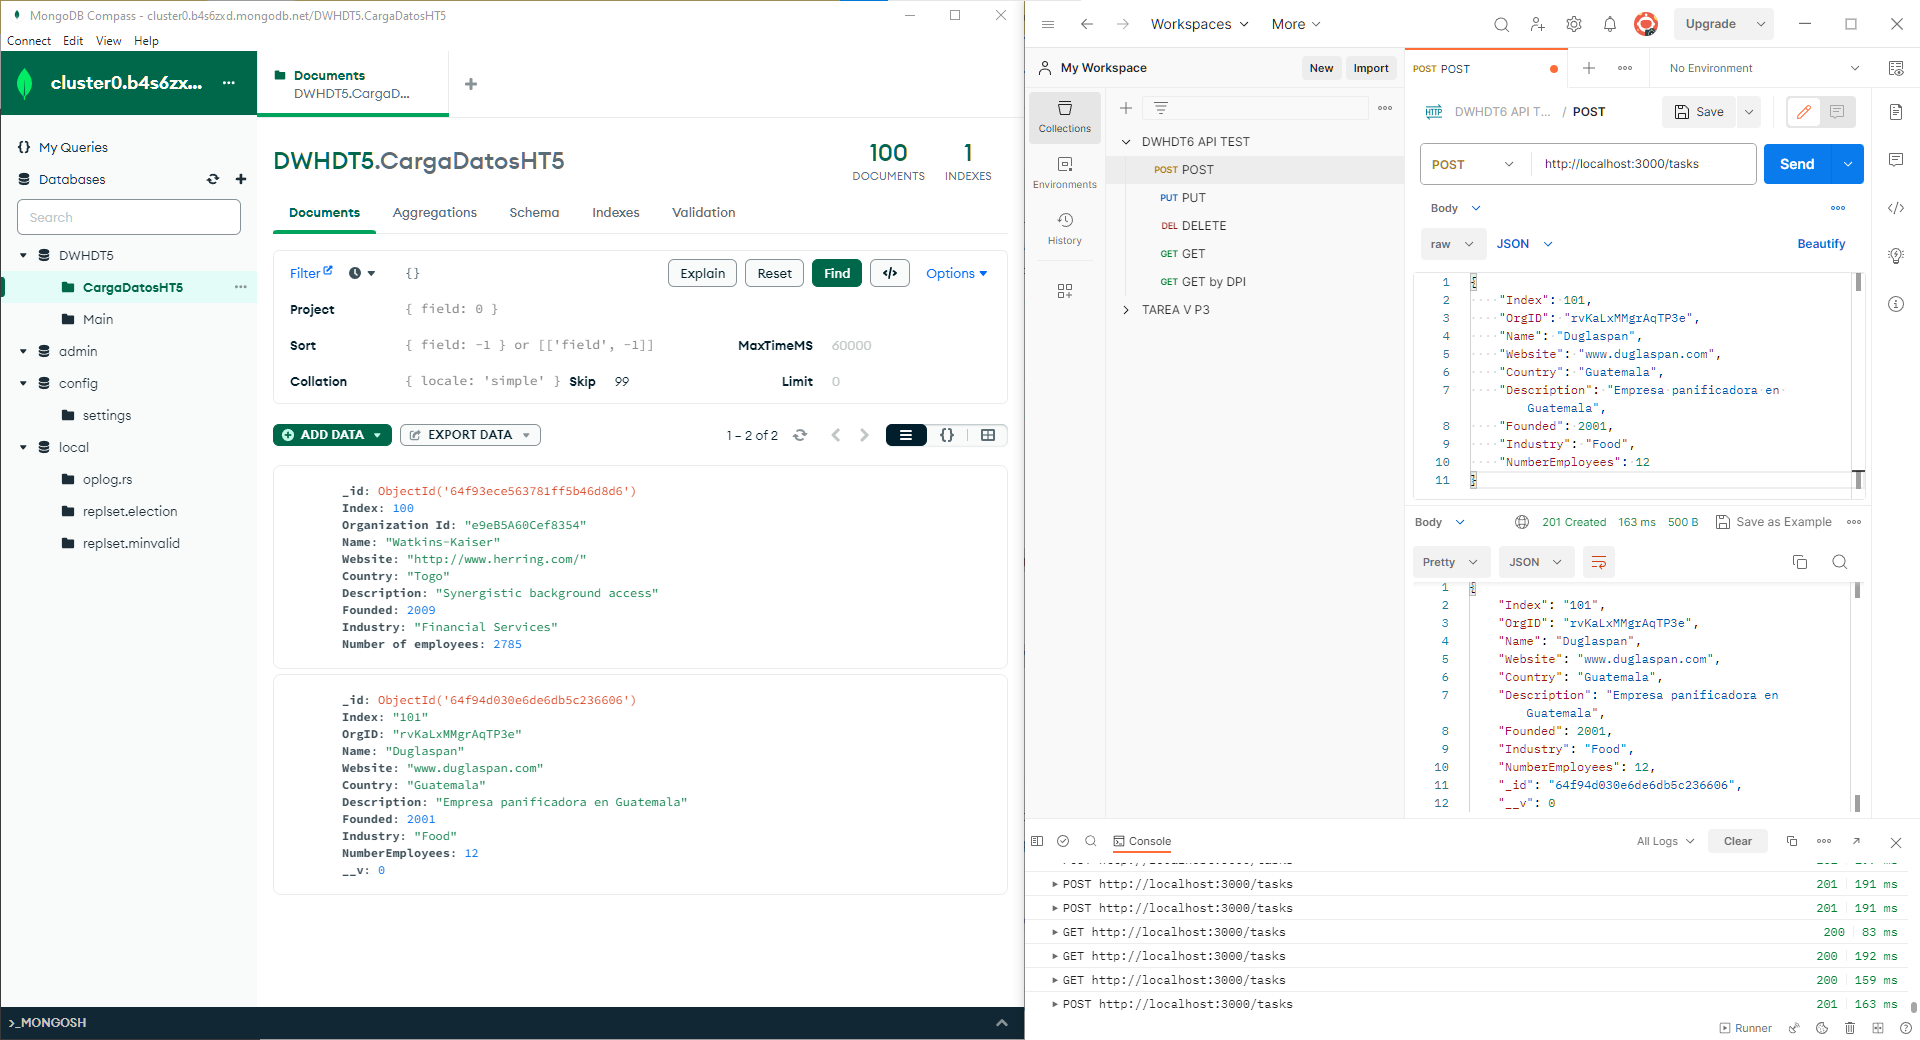 MongoDB Compass - cluster0.b4s6zxd.mongodb.net/DWHDT5.CargaDatosHT5
Connect Edit View Help
cluster0.b4s6zx... ...
Documents
DWHDT5.CargaD...
My Queries
Databases
Search
DWHDT5
CargaDatosHT5
Main
admin
config
settings
local
oplog.rs
replset.election
replset.minvalid
>_MONGOSH
DWHDT5.CargaDatosHT5
100
DOCUMENTS
1
INDEXES
Documents Aggregations Schema Indexes Validation
Filter {} Explain Reset Find </> Options
Project { field: 0 }
Sort { field: -1 } or [['field', -1]] MaxTimeMS 60000
Collation { locale: 'simple' } Skip 99 Limit 0
ADD DATA EXPORT DATA 1 – 2 of 2 {}
_id: ObjectId('64f93ece563781ff5b46d8d6')
Index: 100
Organization Id: "e9eB5A60Cef8354"
Name: "Watkins-Kaiser"
Website: "http://www.herring.com/"
Country: "Togo"
Description: "Synergistic background access"
Founded: 2009
Industry: "Financial Services"
Number of employees: 2785
_id: ObjectId('64f94d030e6de6db5c236606')
Index: "101"
OrgID: "rvKaLxMMgrAqTP3e"
Name: "Duglaspan"
Website: "www.duglaspan.com"
Country: "Guatemala"
Description: "Empresa panificadora en Guatemala"
Founded: 2001
Industry: "Food"
NumberEmployees: 12
__v: 0
Workspaces More Upgrade
My Workspace New Import
Collections
Environments
History
DWHDT6 API TEST
POST POST
PUT PUT
DEL DELETE
GET GET
GET GET by DPI
TAREA V P3
POST POST No Environment
HTTP DWHDT6 API T... / POST Save
POST http://localhost:3000/tasks Send
Body
raw JSON Beautify
1 {
2 "Index": 101,
3 "OrgID": "rvKaLxMMgrAqTP3e",
4 "Name": "Duglaspan",
5 "Website": "www.duglaspan.com",
6 "Country": "Guatemala",
7 "Description": "Empresa panificadora en
Guatemala",
8 "Founded": 2001,
9 "Industry": "Food",
10 "NumberEmployees": 12
11 }
Body 201 Created 163 ms 500 B Save as Example
Pretty JSON
1 {
2 "Index": "101",
3 "OrgID": "rvKaLxMMgrAqTP3e",
4 "Name": "Duglaspan",
5 "Website": "www.duglaspan.com",
6 "Country": "Guatemala",
7 "Description": "Empresa panificadora en
Guatemala",
8 "Founded": 2001,
9 "Industry": "Food",
10 "NumberEmployees": 12,
11 "_id": "64f94d030e6de6db5c236606",
12 "__v": 0
Console All Logs Clear
POST http://localhost:3000/tasks 201 191 ms
POST http://localhost:3000/tasks 201 191 ms
GET http://localhost:3000/tasks 200 83 ms
GET http://localhost:3000/tasks 200 192 ms
GET http://localhost:3000/tasks 200 159 ms
POST http://localhost:3000/tasks 201 163 ms
Runner